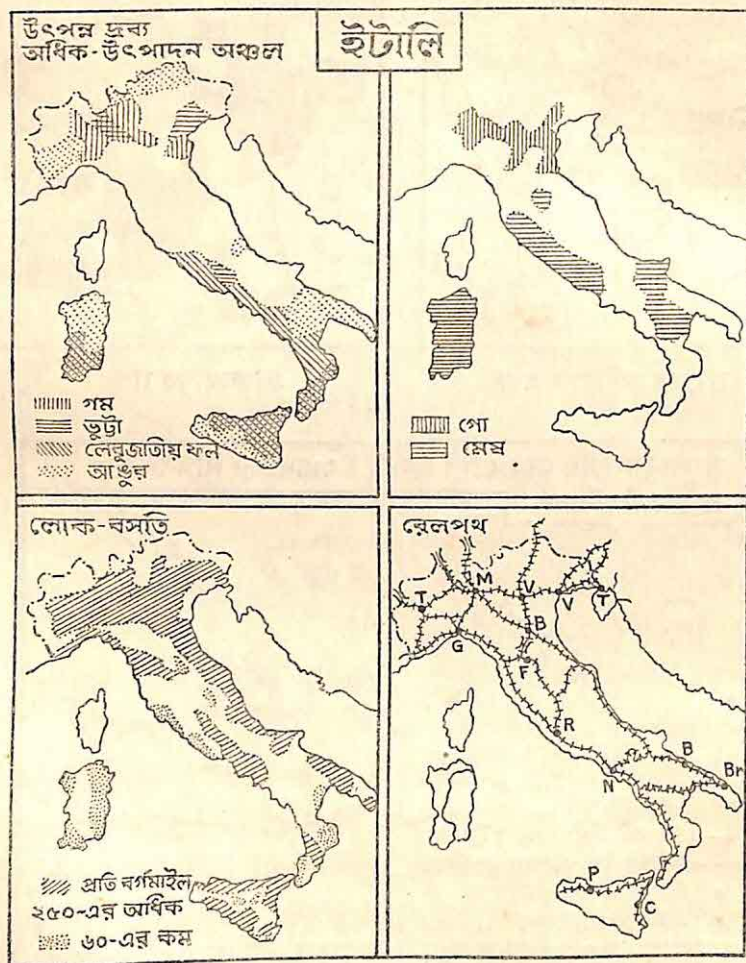 উৎপন্ন দ্রব্য
অধিক-উৎপাদন অঞ্চল
ইটালি
গম
ভুট্টা
লেবুজাতীয় ফল
আঙুর
গো
মেষ
লোক-বসতি
প্রতি বর্গমাইল
২৫০-এর অধিক
৬০-এর কম
রেলপথ
M
T
V
V
T
G
B
F
R
B
Br
N
P
C